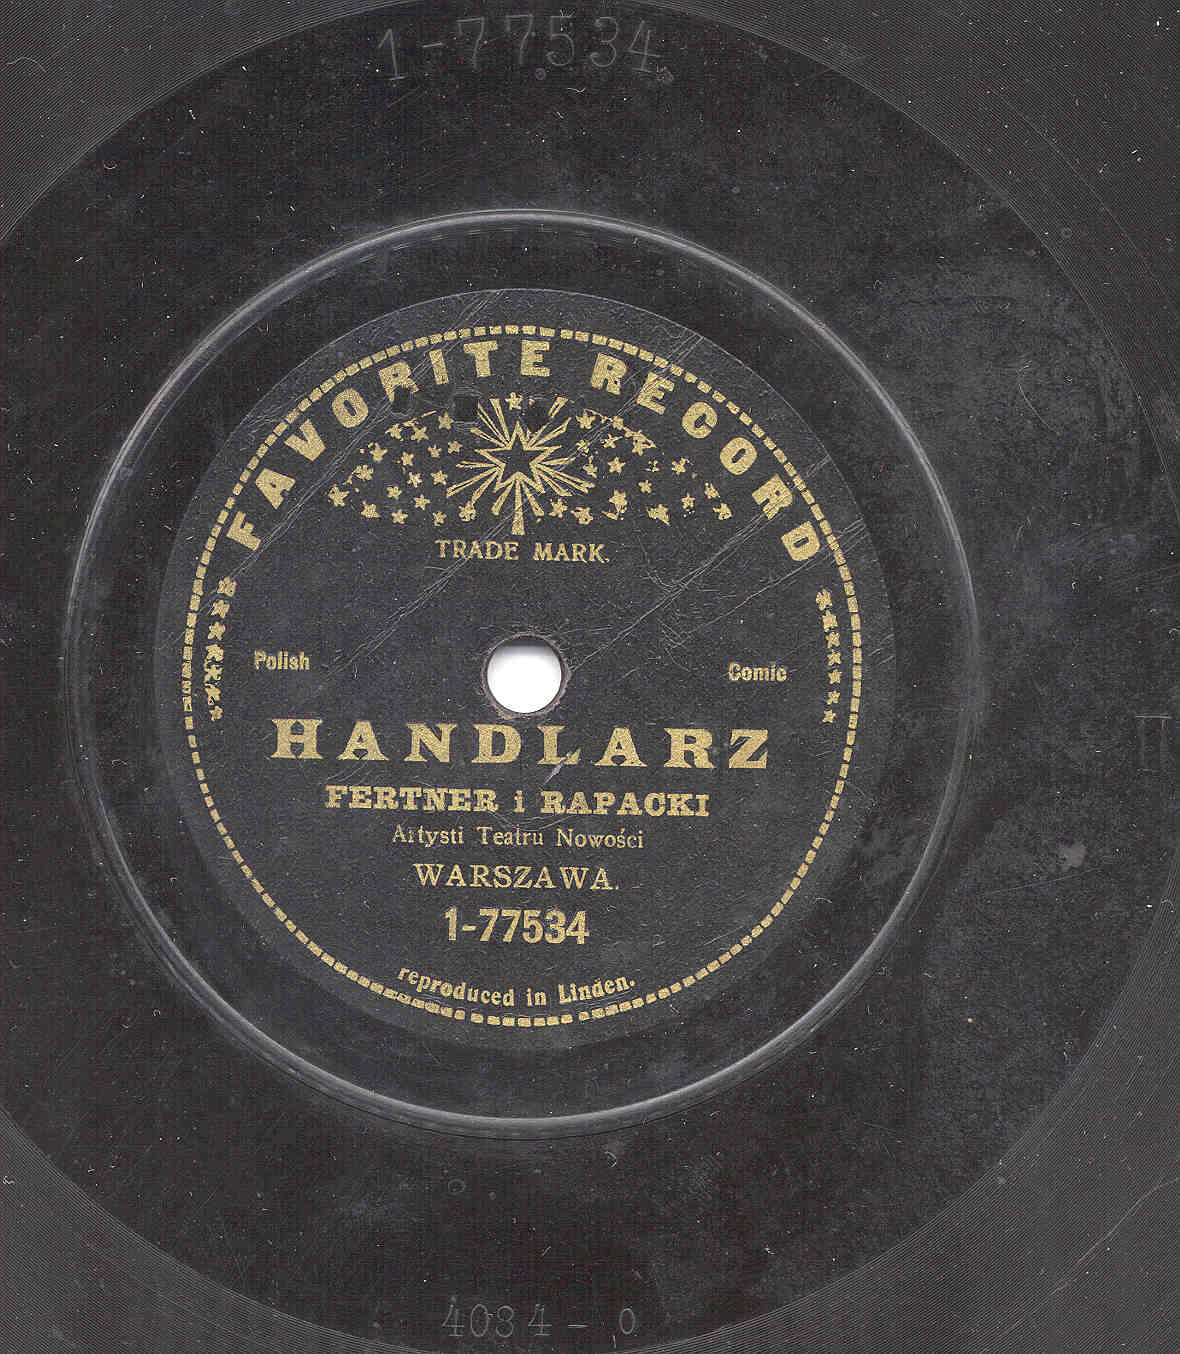 1-77534
FAVORITE RECORD
TRADE MARK.
Polish
Comic
HANDLARZ
FERTNER i RAPACKI
Artysti Teatru Nowości
WARSZAWA.
1-77534
reproduced in Linden.
4084 - 0